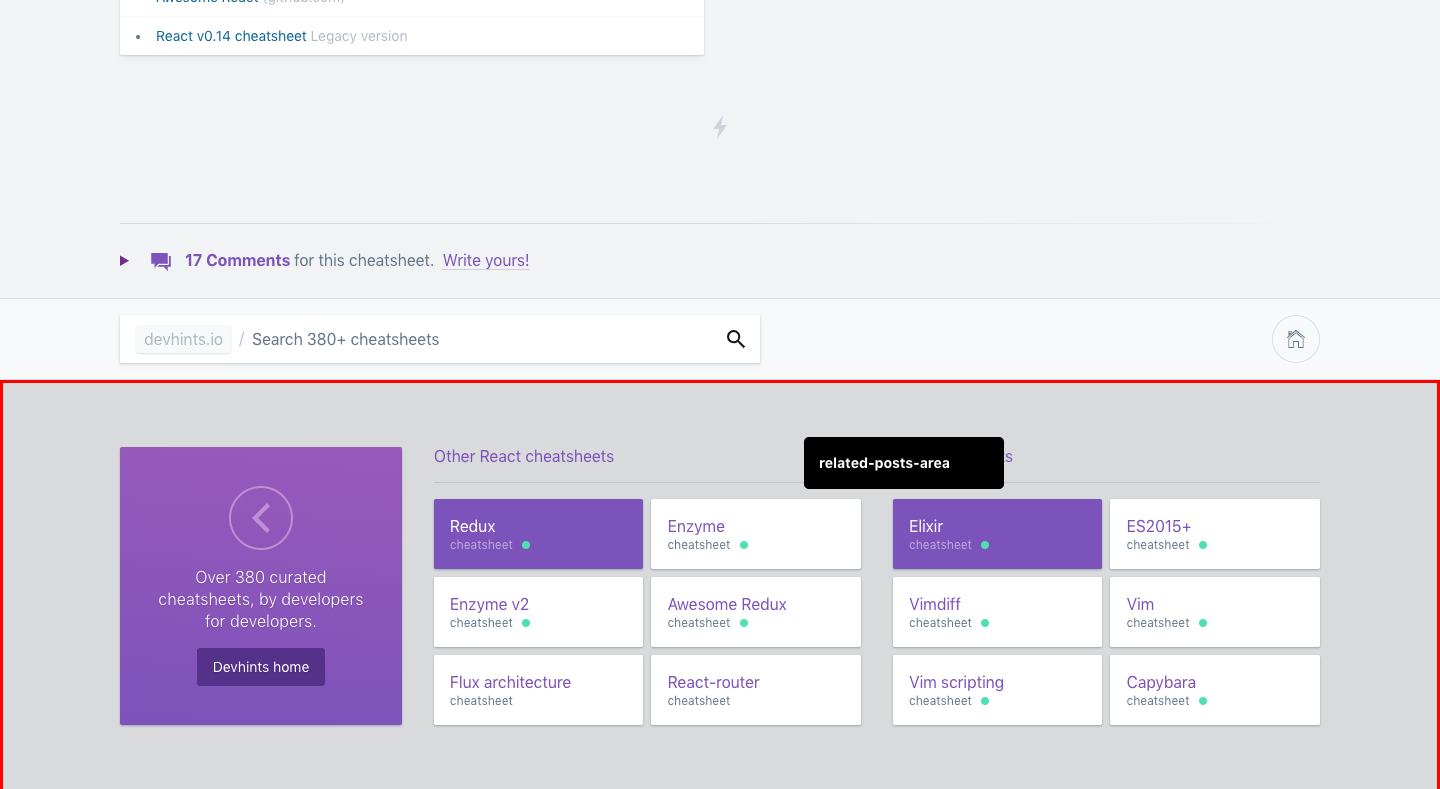 React v0.14 cheatsheet Legacy version
17 Comments for this cheatsheet. Write yours!
devhints.io / Search 380+ cheatsheets
Other React cheatsheets
related-posts-area
Over 380 curated
cheatsheets, by developers
for developers.
Devhints home
Redux
cheatsheet
Enzyme
cheatsheet
Enzyme v2
cheatsheet
Awesome Redux
cheatsheet
Flux architecture
cheatsheet
React-router
cheatsheet
Elixir
cheatsheet
ES2015+
cheatsheet
Vimdiff
cheatsheet
Vim
cheatsheet
Vim scripting
cheatsheet
Capybara
cheatsheet